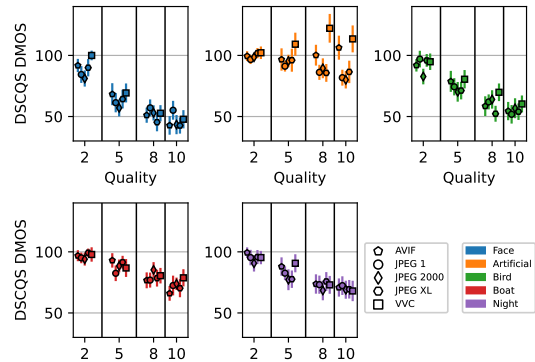 DSCQS DMOS
100
50
2 5 8 10
Quality
2 5 8 10
Quality
100
50
2 5 8 10
Quality
100
50
DSCQS DMOS
100
50
2 5 8 10
100
50
2 5 8 10
AVIF
JPEG 1
JPEG 2000
JPEG XL
VVC
Face
Artificial
Bird
Boat
Night